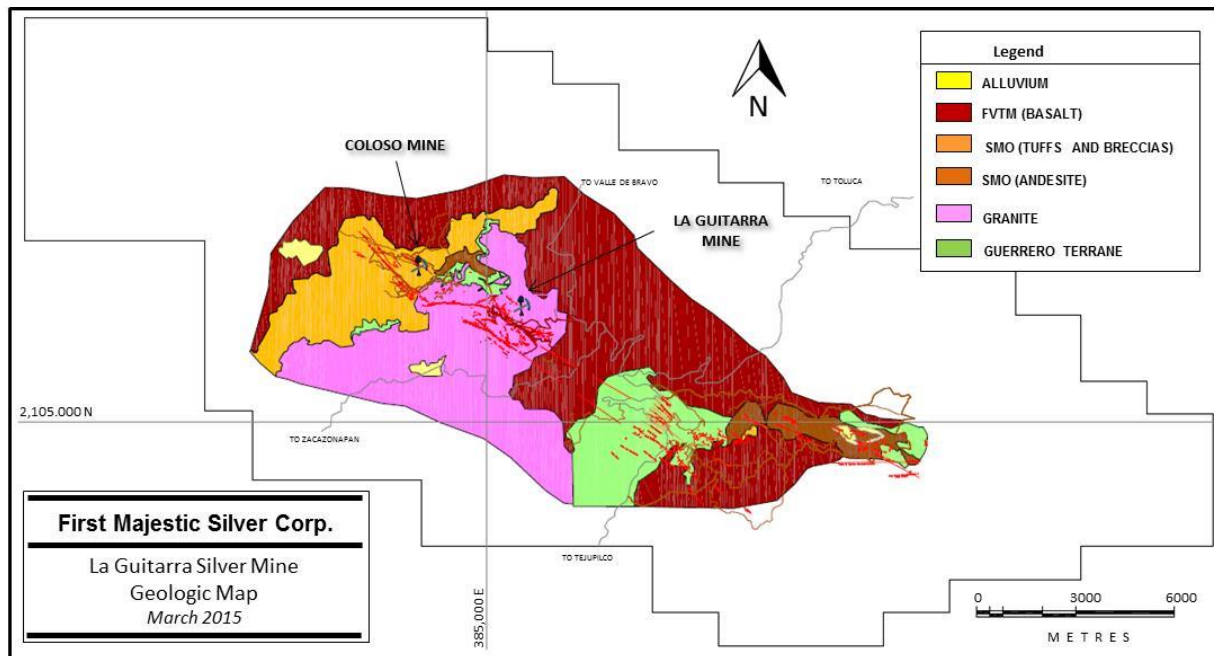 Legend
ALLUVIUM
FVTM (BASALT)
SMO (TUFFS AND BRECCIAS)
SMO (ANDESITE)
GRANITE
GUERRERO TERRANE
N
COLOSO MINE
TO VALLE DE BRAVO
TO TOLUCA
LA GUITARRA
MINE
2,105.000 N
TO ZACAZONAPAN
TO TEJUPILCO
385,000 E
First Majestic Silver Corp.
La Guitarra Silver Mine
Geologic Map
March 2015
0 3000 6000
METRES